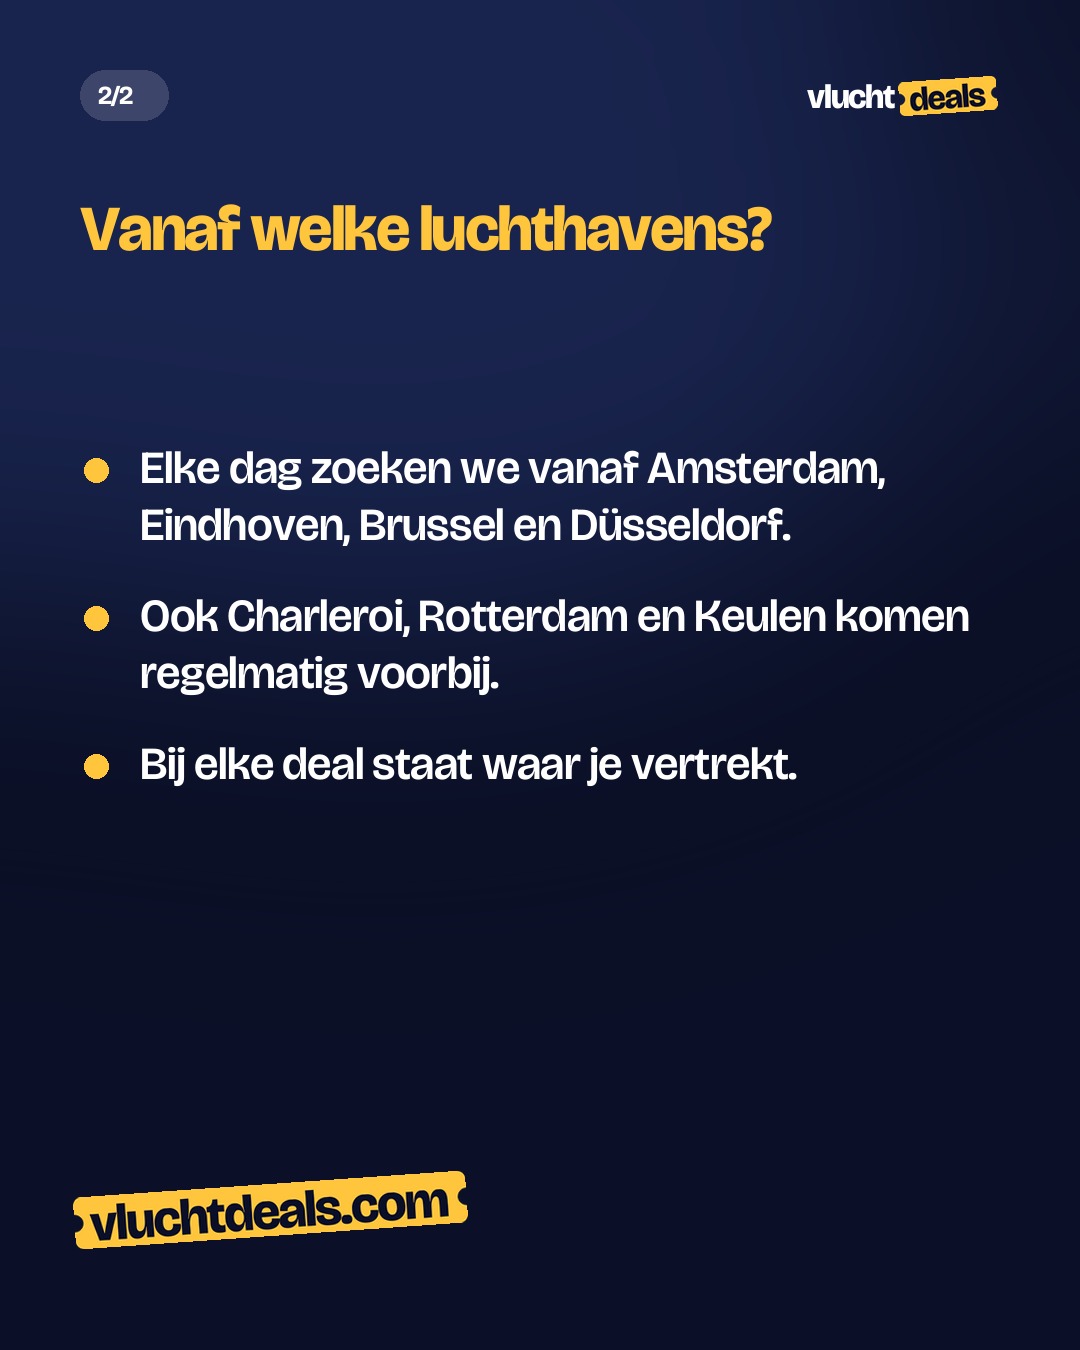 2/2
vlucht deals
Vanaf welke luchthavens?
Elke dag zoeken we vanaf Amsterdam,
Eindhoven, Brussel en Düsseldorf.
Ook Charleroi, Rotterdam en Keulen komen
regelmatig voorbij.
Bij elke deal staat waar je vertrekt.
vluchtdeals.com